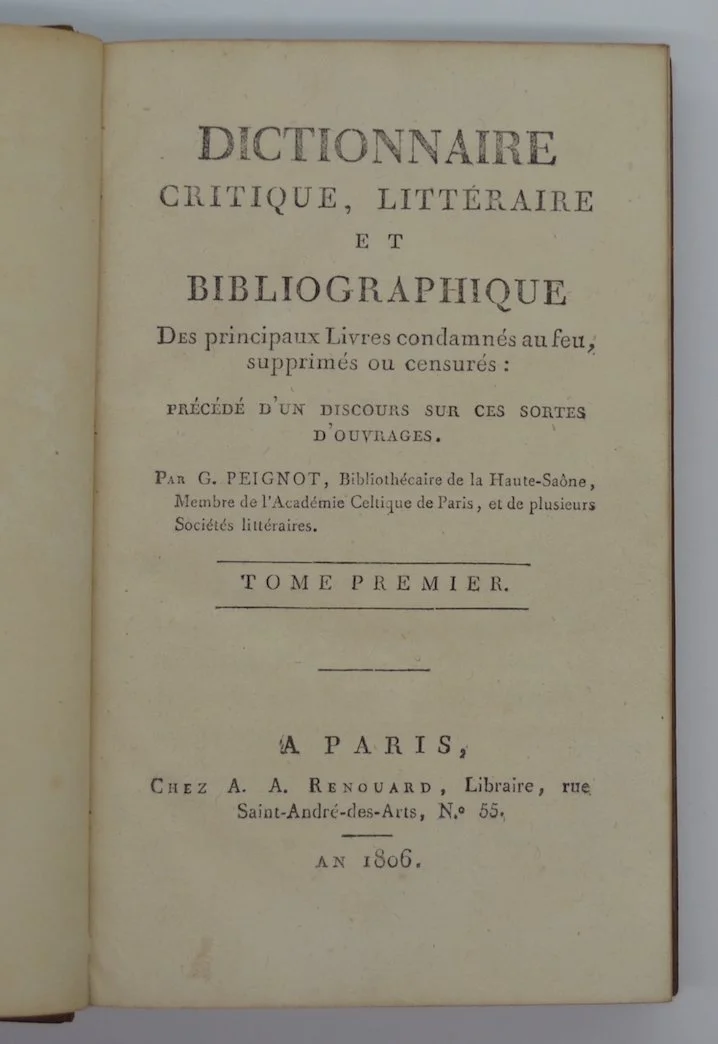 DICTIONNAIRE
CRITIQUE, LITTÉRAIRE
ET
BIBLIOGRAPHIQUE
DES principaux Livres condamnés au feu,
supprimés ou censurés :
PRÉCÉDÉ D'UN DISCOURS SUR CES SORTES
D'OUVRAGES.
PAR G. PEIGNOT, Bibliothécaire de la Haute-Saône,
Membre de l'Académie Celtique de Paris, et de plusieurs
Sociétés littéraires.
TOME PREMIER.
A PARIS,
CHEZ A. A. RENOUARD, Libraire, rue
Saint-André-des-Arts, N.º 55.
AN 1806.